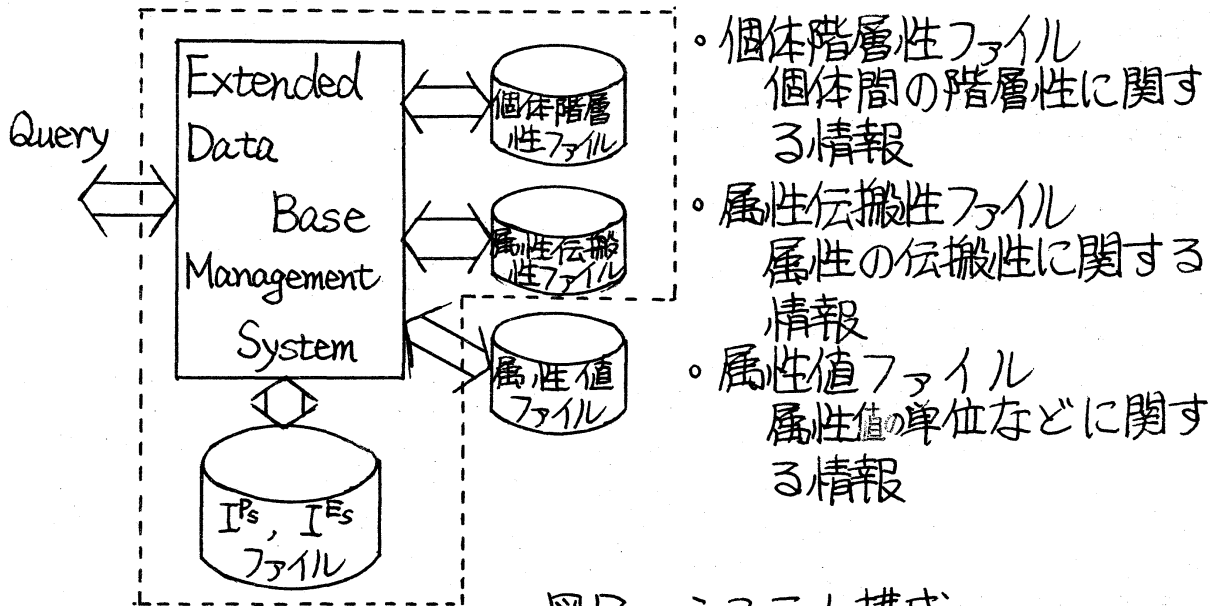 Query
Extended
Data
Base
Management
System
個体階層
性ファイル
属性伝搬
性ファイル
属性値
ファイル
I^Ps, I^Es
ファイル
◦ 個体階層性ファイル
個体間の階層性に関す
る情報
◦ 属性伝搬性ファイル
属性の伝搬性に関する
情報
◦ 属性値ファイル
属性値の単位などに関す
る情報